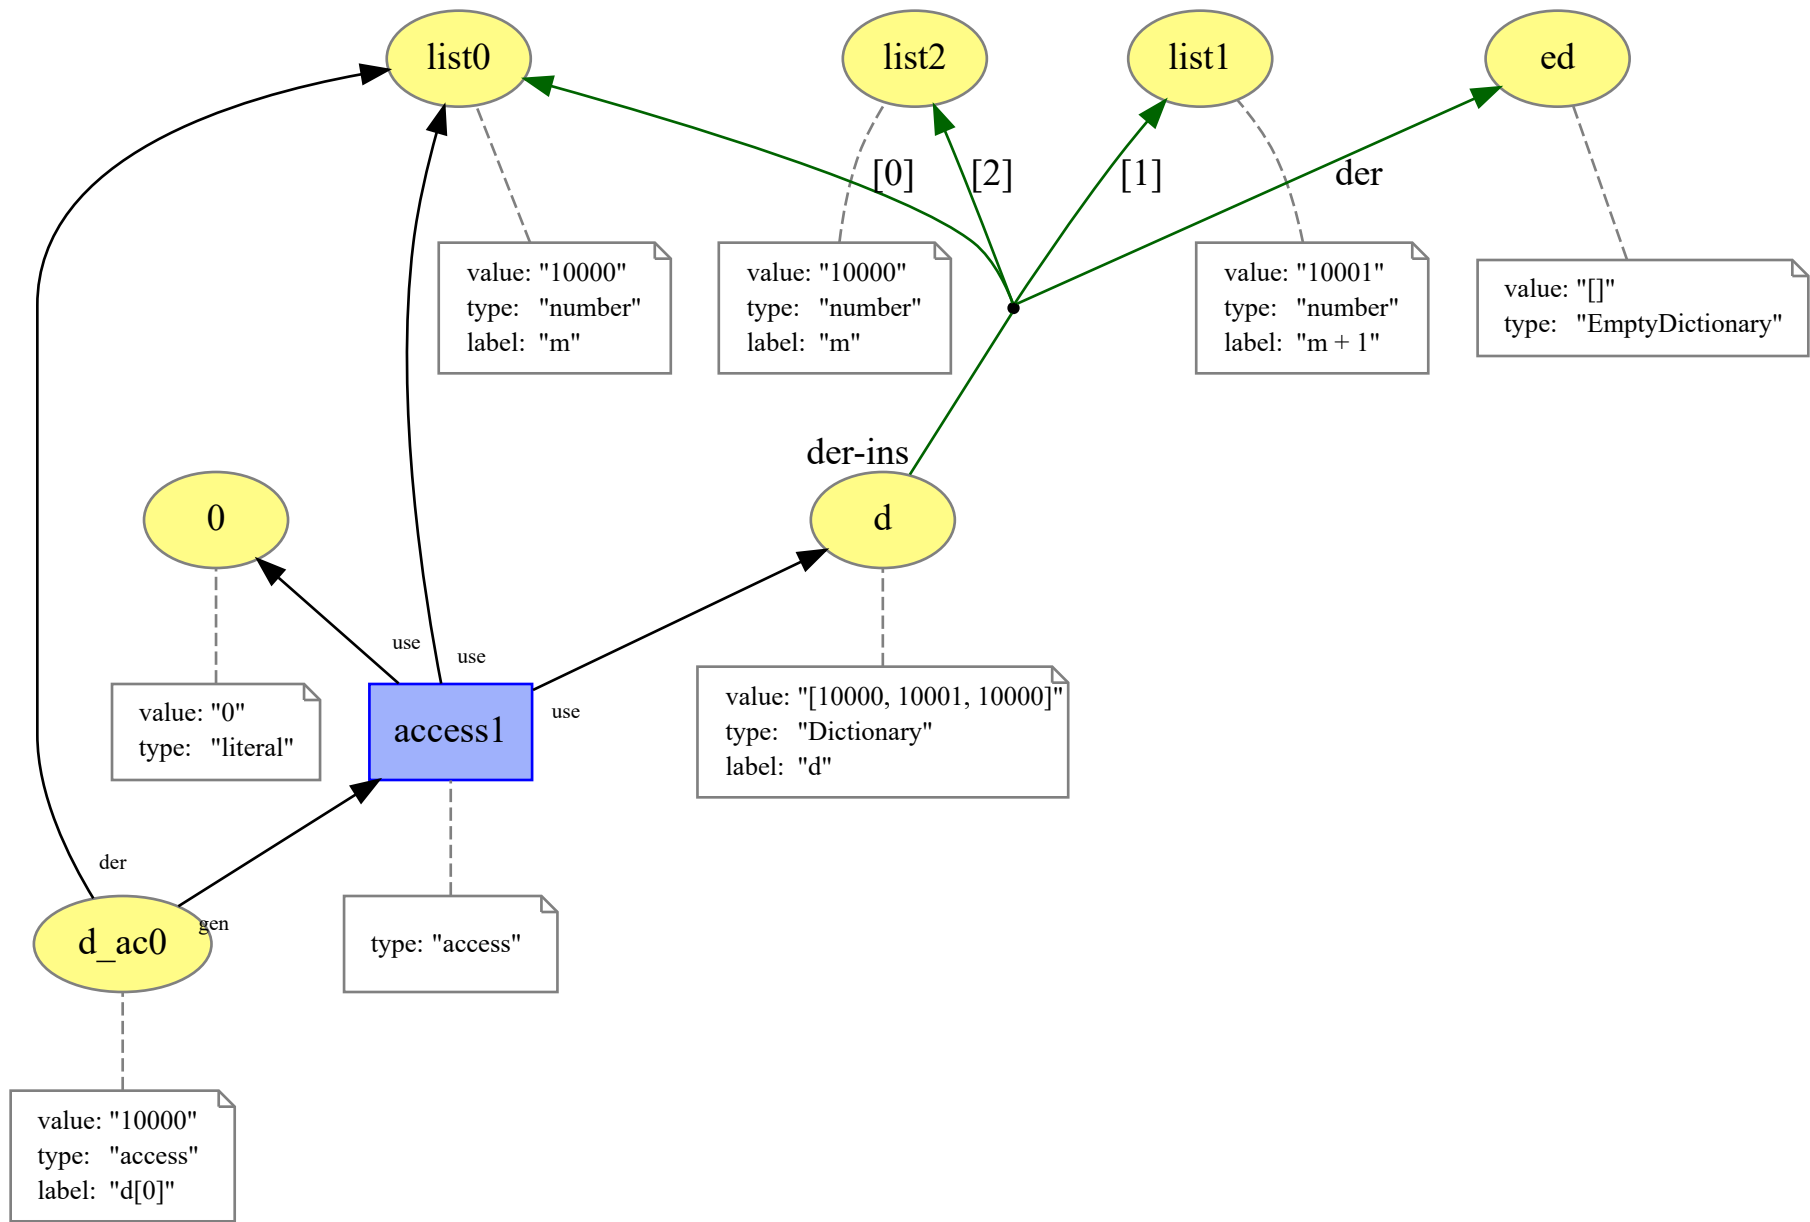 list0
list2
list1
ed
[0]
[2]
[1]
der
value: "10000"
type: "number"
label: "m"
value: "10000"
type: "number"
label: "m"
value: "10001"
type: "number"
label: "m + 1"
value: "[]"
type: "EmptyDictionary"
der-ins
0
d
use
use
use
value: "0"
type: "literal"
access1
value: "[10000, 10001, 10000]"
type: "Dictionary"
label: "d"
der
gen
d_ac0
type: "access"
value: "10000"
type: "access"
label: "d[0]"